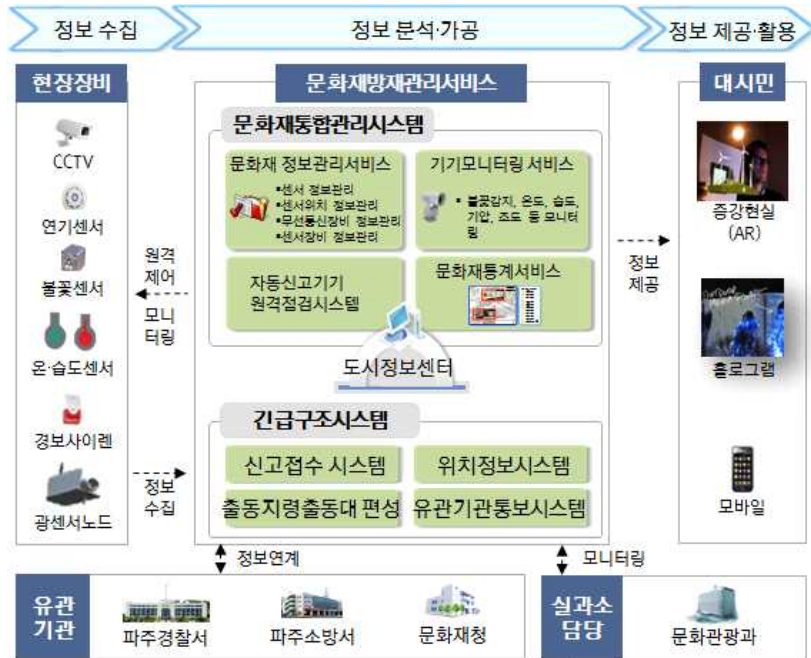 정보 수집
정보 분석·가공
정보 제공·활용
현장장비
CCTV
연기센서
불꽃센서
온·습도센서
경보사이렌
광센서노드
원격
제어
모니
터링
정보
수집
문화재방재관리서비스
문화재통합관리시스템
문화재 정보관리서비스
▪센서 정보관리
▪센서위치 정보관리
▪무선통신장비 정보관리
▪센서장비 정보관리
기기모니터링 서비스
▪ 불꽃감지, 온도, 습도,
기압, 조도 등 모니터
링
자동신고기기
원격점검시스템
문화재통계서비스
도시정보센터
긴급구조시스템
신고접수 시스템
위치정보시스템
출동지령출동대 편성
유관기관통보시스템
정보
제공
대시민
증강현실
(AR)
홀로그램
모바일
정보연계
모니터링
유관
기관
파주경찰서
파주소방서
문화재청
실과소
담당
문화관광과